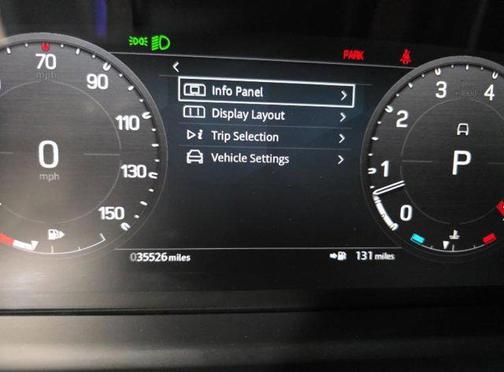 PARK
70
mph
90
110
130
150
0
mph
Info Panel
Display Layout
Trip Selection
Vehicle Settings
4
3
2
1
0
P
035526 miles
131 miles